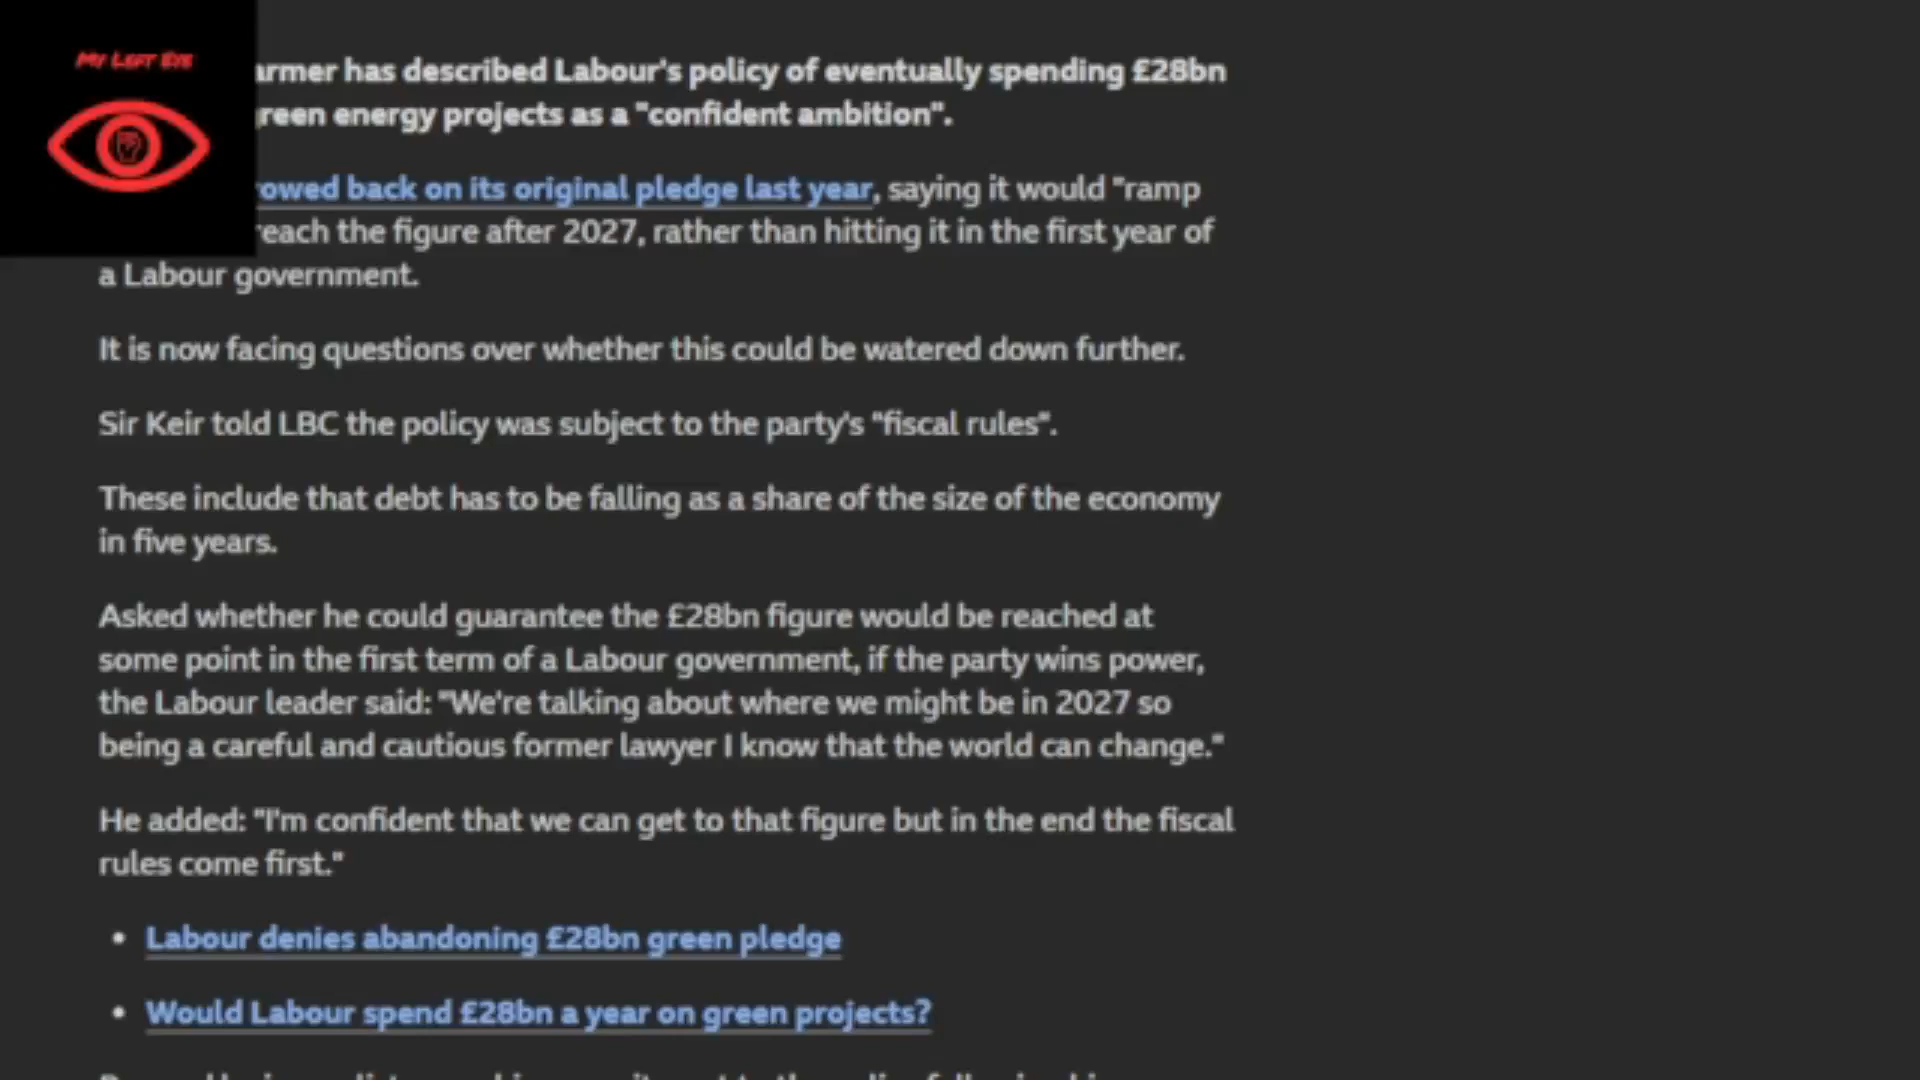 My Left Eye
armer has described Labour's policy of eventually spending £28bn
reen energy projects as a "confident ambition".
owed back on its original pledge last year, saying it would "ramp
reach the figure after 2027, rather than hitting it in the first year of
a Labour government.
It is now facing questions over whether this could be watered down further.
Sir Keir told LBC the policy was subject to the party's "fiscal rules".
These include that debt has to be falling as a share of the size of the economy
in five years.
Asked whether he could guarantee the £28bn figure would be reached at
some point in the first term of a Labour government, if the party wins power,
the Labour leader said: "We're talking about where we might be in 2027 so
being a careful and cautious former lawyer I know that the world can change."
He added: "I'm confident that we can get to that figure but in the end the fiscal
rules come first."
• Labour denies abandoning £28bn green pledge
• Would Labour spend £28bn a year on green projects?